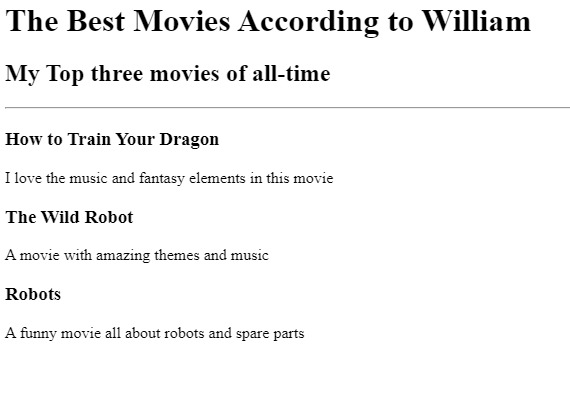 The Best Movies According to William
My Top three movies of all-time
How to Train Your Dragon
I love the music and fantasy elements in this movie
The Wild Robot
A movie with amazing themes and music
Robots
A funny movie all about robots and spare parts